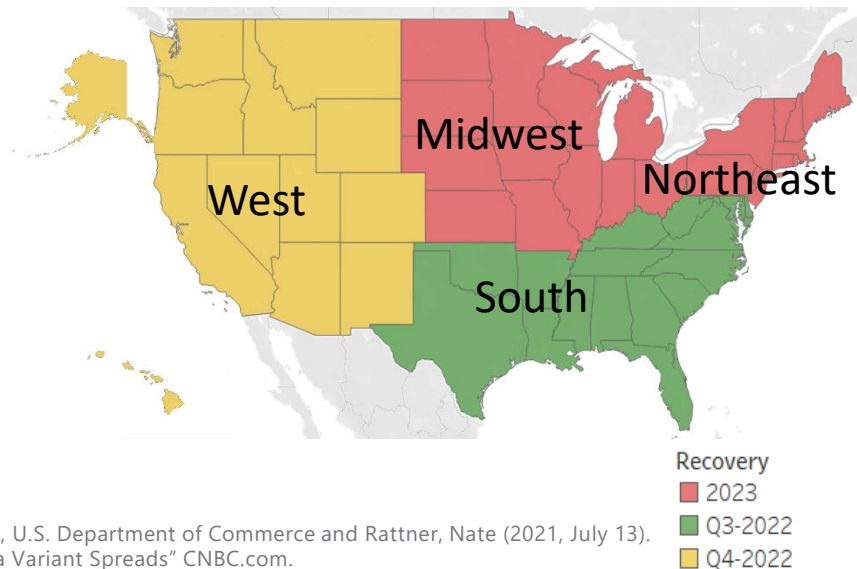 Midwest
Northeast
West
South
Recovery
2023
Q3-2022
Q4-2022
, U.S. Department of Commerce and Rattner, Nate (2021, July 13).
a Variant Spreads” CNBC.com.